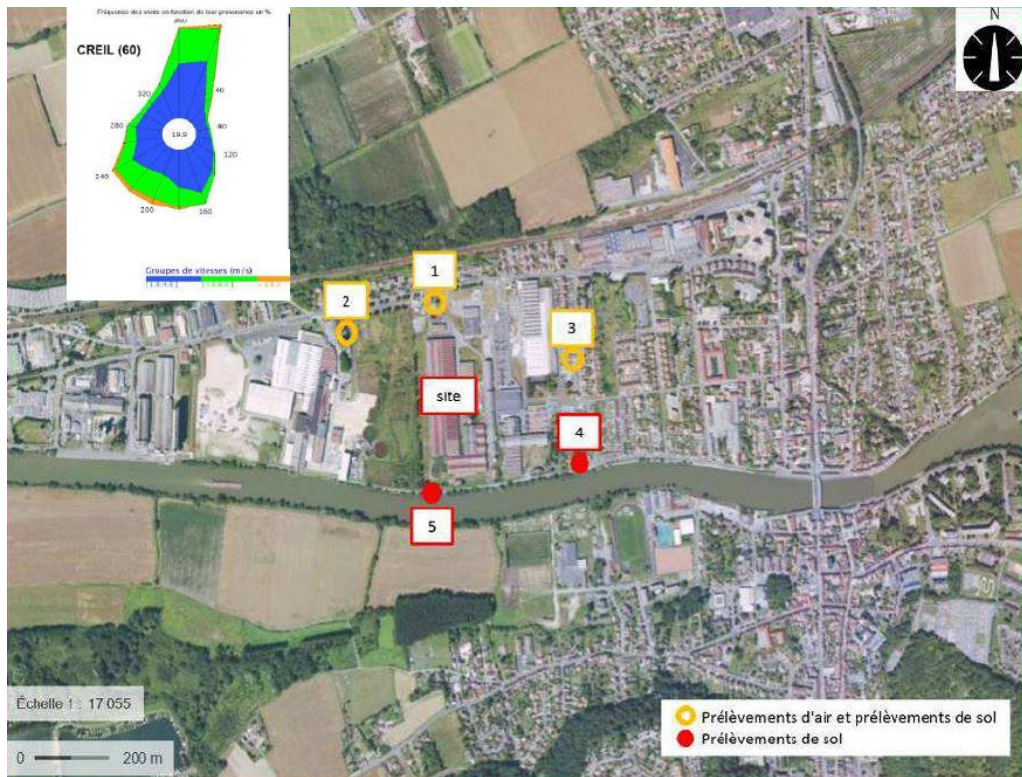 Fréquence des vents en fonction de leur provenance en %
CREIL (60)
N
320
40
280
80
19.9
120
240
200
160
Groupes de vitesses (m/s)
1
2
3
site
4
5
Échelle 1 : 17 055
0 200 m
Prélèvements d'air et prélèvements de sol
Prélèvements de sol